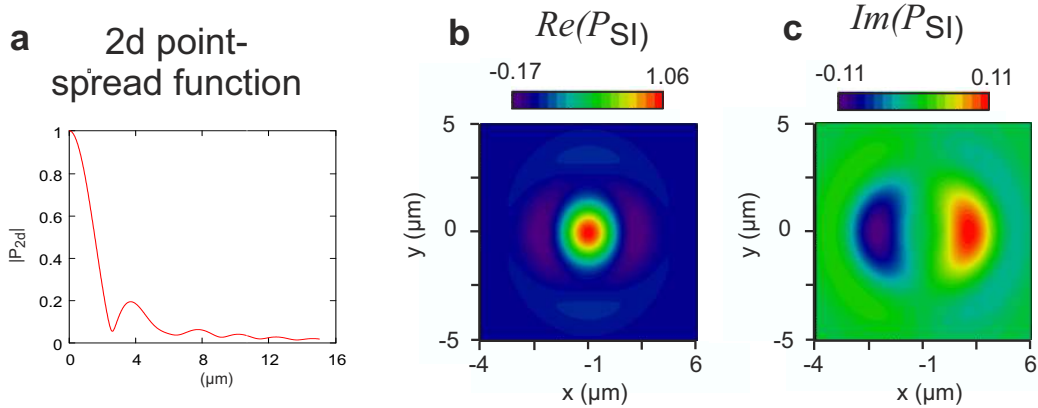 a
2d point-
spread function
1
0.8
0.6
0.4
0.2
0
|P2d|
0
4
8
12
16
(µm)
b
Re(PSI)
-0.17
1.06
5
0
-5
y (µm)
-4
-1
6
x (µm)
c
Im(PSI)
-0.11
0.11
5
0
-5
y (µm)
-4
-1
6
x (µm)